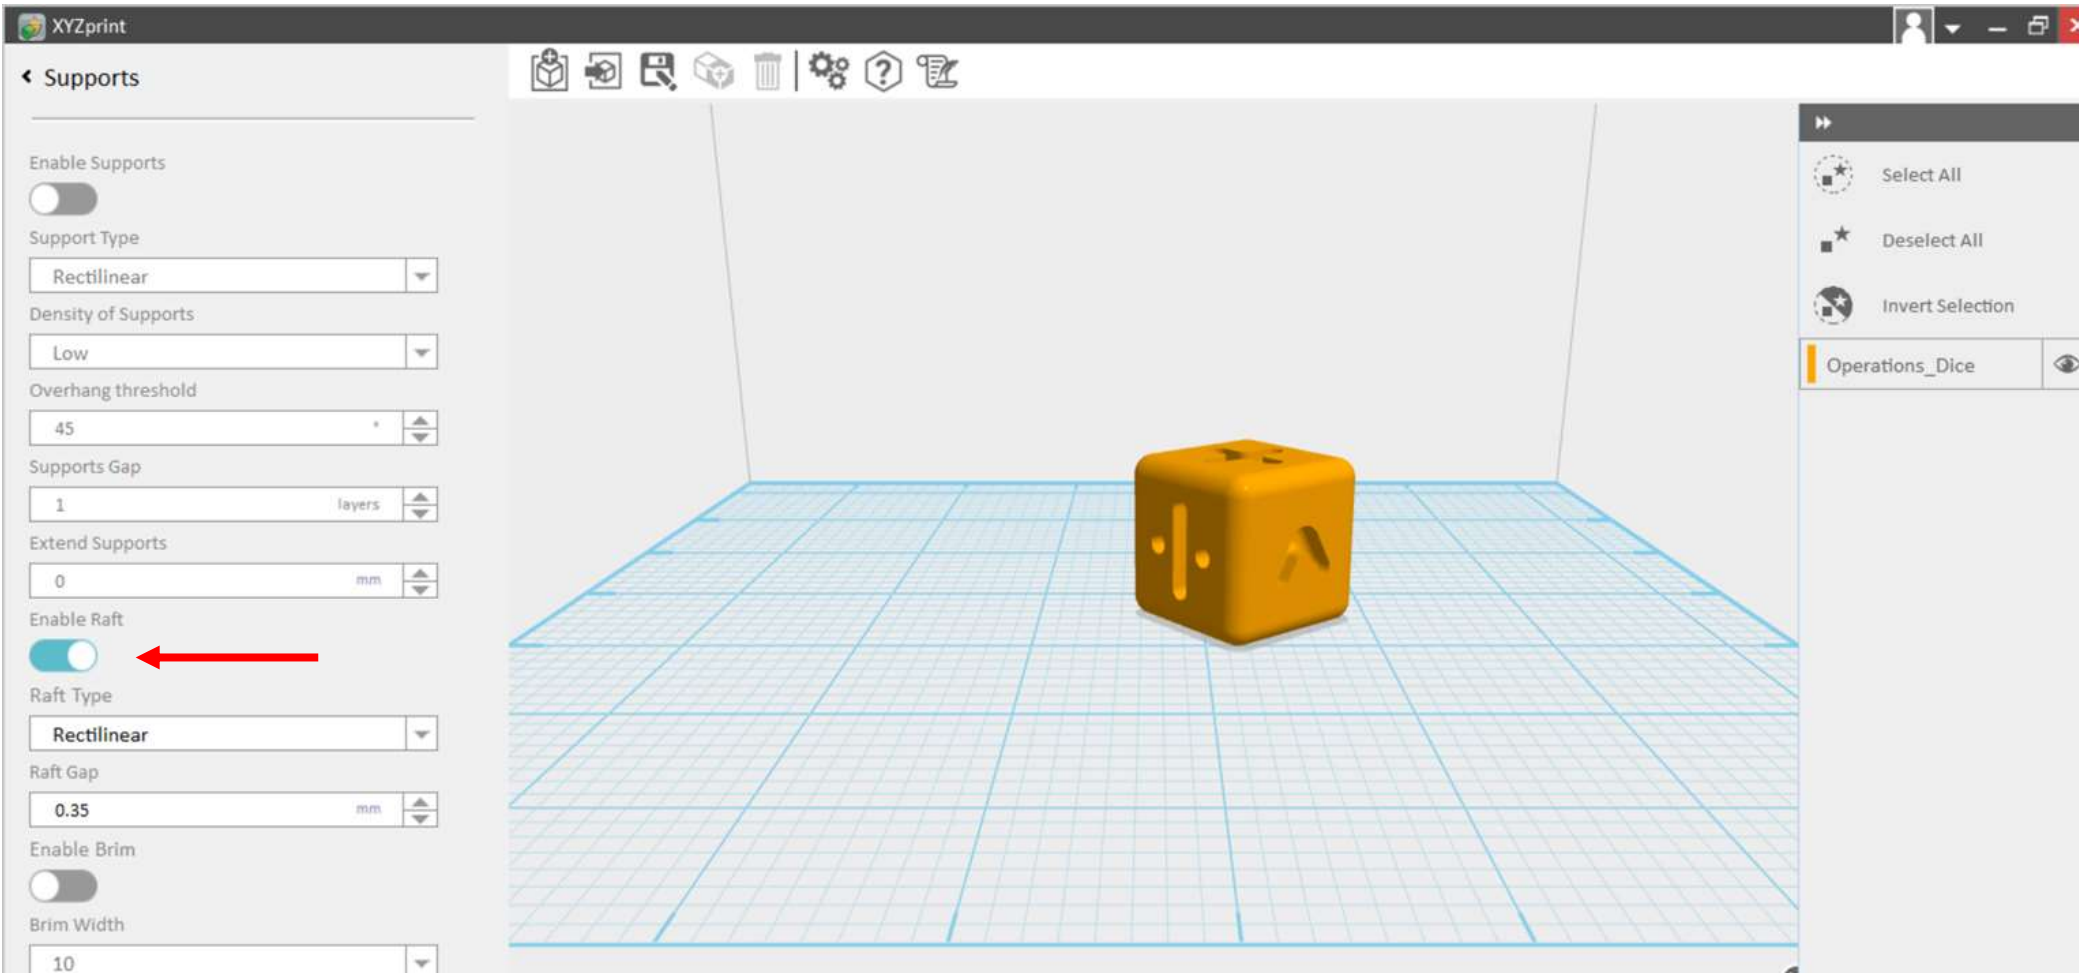 XYZprint
Supports
Enable Supports
Support Type
Rectilinear
Density of Supports
Low
Overhang threshold
45 °
Supports Gap
1 layers
Extend Supports
0 mm
Enable Raft
Raft Type
Rectilinear
Raft Gap
0.35 mm
Enable Brim
Brim Width
10
Select All
Deselect All
Invert Selection
Operations_Dice